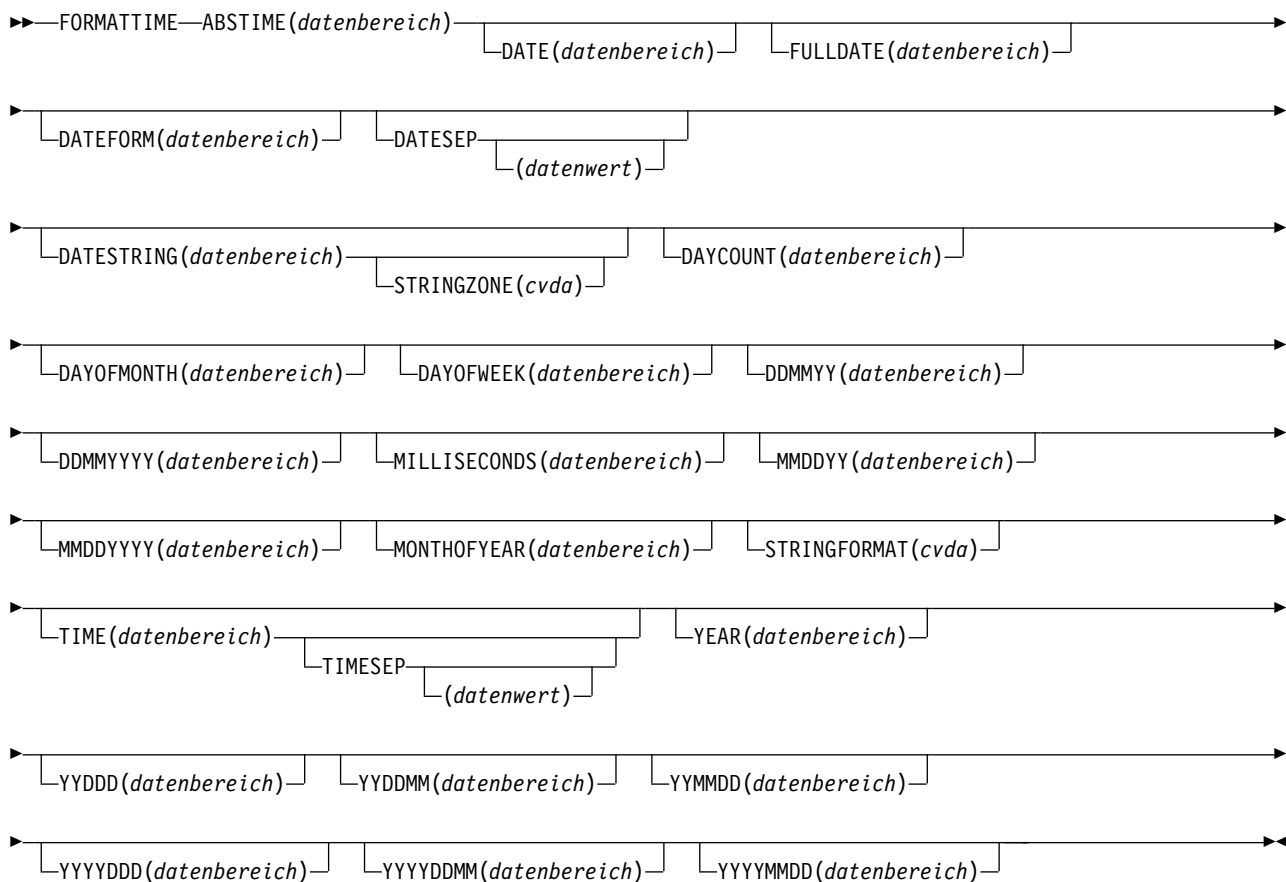 FORMATTIME ABSTIME(datenbereich)
DATE(datenbereich) FULLDATE(datenbereich)
DATEFORM(datenbereich) DATESEP
(datenwert)
DATESTRING(datenbereich) DAYCOUNT(datenbereich)
STRINGZONE(cvda)
DAYOFMONTH(datenbereich) DAYOFWEEK(datenbereich) DDMMYY(datenbereich)
DDMMYYYY(datenbereich) MILLISECONDS(datenbereich) MMDDYY(datenbereich)
MMDDYYYY(datenbereich) MONTHOFYEAR(datenbereich) STRINGFORMAT(cvda)
TIME(datenbereich) YEAR(datenbereich)
TIMESEP
(datenwert)
YYDDD(datenbereich) YYDDMM(datenbereich) YYMMDD(datenbereich)
YYYYDDD(datenbereich) YYYYDDMM(datenbereich) YYYYMMDD(datenbereich)